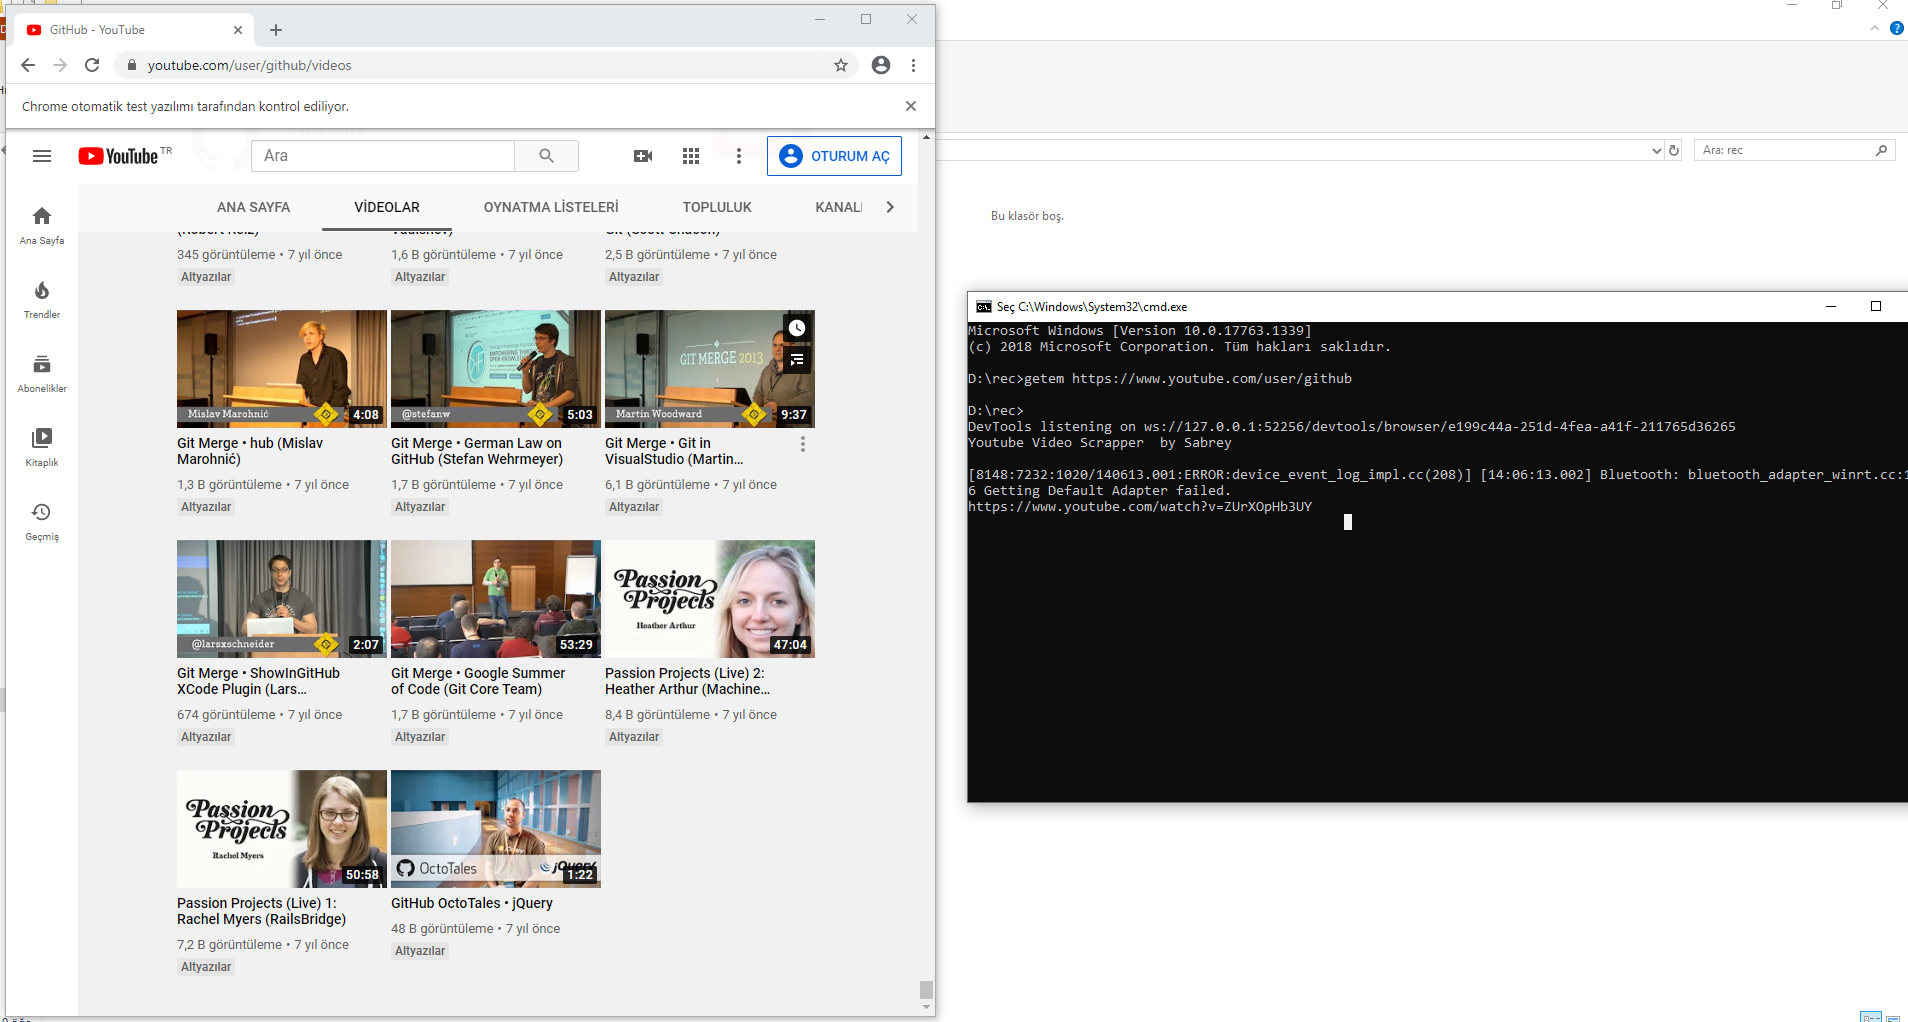 GitHub - YouTube
youtube.com/user/github/videos
Chrome otomatik test yazılımı tarafından kontrol ediliyor.
YouTube TR
Ara
OTURUM AÇ
ANA SAYFA
VİDEOLAR
OYNATMA LİSTELERİ
TOPLULUK
KANALL
Ana Sayfa
Trendler
Abonelikler
Kitaplık
Geçmiş
345 görüntüleme • 7 yıl önce
Altyazılar
1,6 B görüntüleme • 7 yıl önce
Altyazılar
2,5 B görüntüleme • 7 yıl önce
Altyazılar
Mislav Marohnić
4:08
Git Merge • hub (Mislav
Marohnić)
1,3 B görüntüleme • 7 yıl önce
Altyazılar
EMPOWERING THROUGH
OPEN KNOWLEDGE
@stefanw
5:03
Git Merge • German Law on
GitHub (Stefan Wehrmeyer)
1,7 B görüntüleme • 7 yıl önce
Altyazılar
GIT MERGE 2013
Martin Woodward
9:37
Git Merge • Git in
VisualStudio (Martin...
6,1 B görüntüleme • 7 yıl önce
Altyazılar
@larsxschneider
2:07
Git Merge • ShowInGitHub
XCode Plugin (Lars...
674 görüntüleme • 7 yıl önce
Altyazılar
53:29
Git Merge • Google Summer
of Code (Git Core Team)
1,7 B görüntüleme • 7 yıl önce
Altyazılar
Passion
Projects
Heather Arthur
47:04
Passion Projects (Live) 2:
Heather Arthur (Machine...
8,4 B görüntüleme • 7 yıl önce
Altyazılar
Passion
Projects
Rachel Myers
50:58
Passion Projects (Live) 1:
Rachel Myers (RailsBridge)
7,2 B görüntüleme • 7 yıl önce
Altyazılar
OctoTales
jQuery
1:22
GitHub OctoTales • jQuery
48 B görüntüleme • 7 yıl önce
Altyazılar
Ara: rec
Bu klasör boş.
Seç C:\Windows\System32\cmd.exe
Microsoft Windows [Version 10.0.17763.1339]
(c) 2018 Microsoft Corporation. Tüm hakları saklıdır.
D:\rec>getem https://www.youtube.com/user/github
D:\rec>
DevTools listening on ws://127.0.0.1:52256/devtools/browser/e199c44a-251d-4fea-a41f-211765d36265
Youtube Video Scrapper  by Sabrey
[8148:7232:1020/140613.001:ERROR:device_event_log_impl.cc(208)] [14:06:13.002] Bluetooth: bluetooth_adapter_winrt.cc:1
6 Getting Default Adapter failed.
https://www.youtube.com/watch?v=ZUrXOpHb3UY